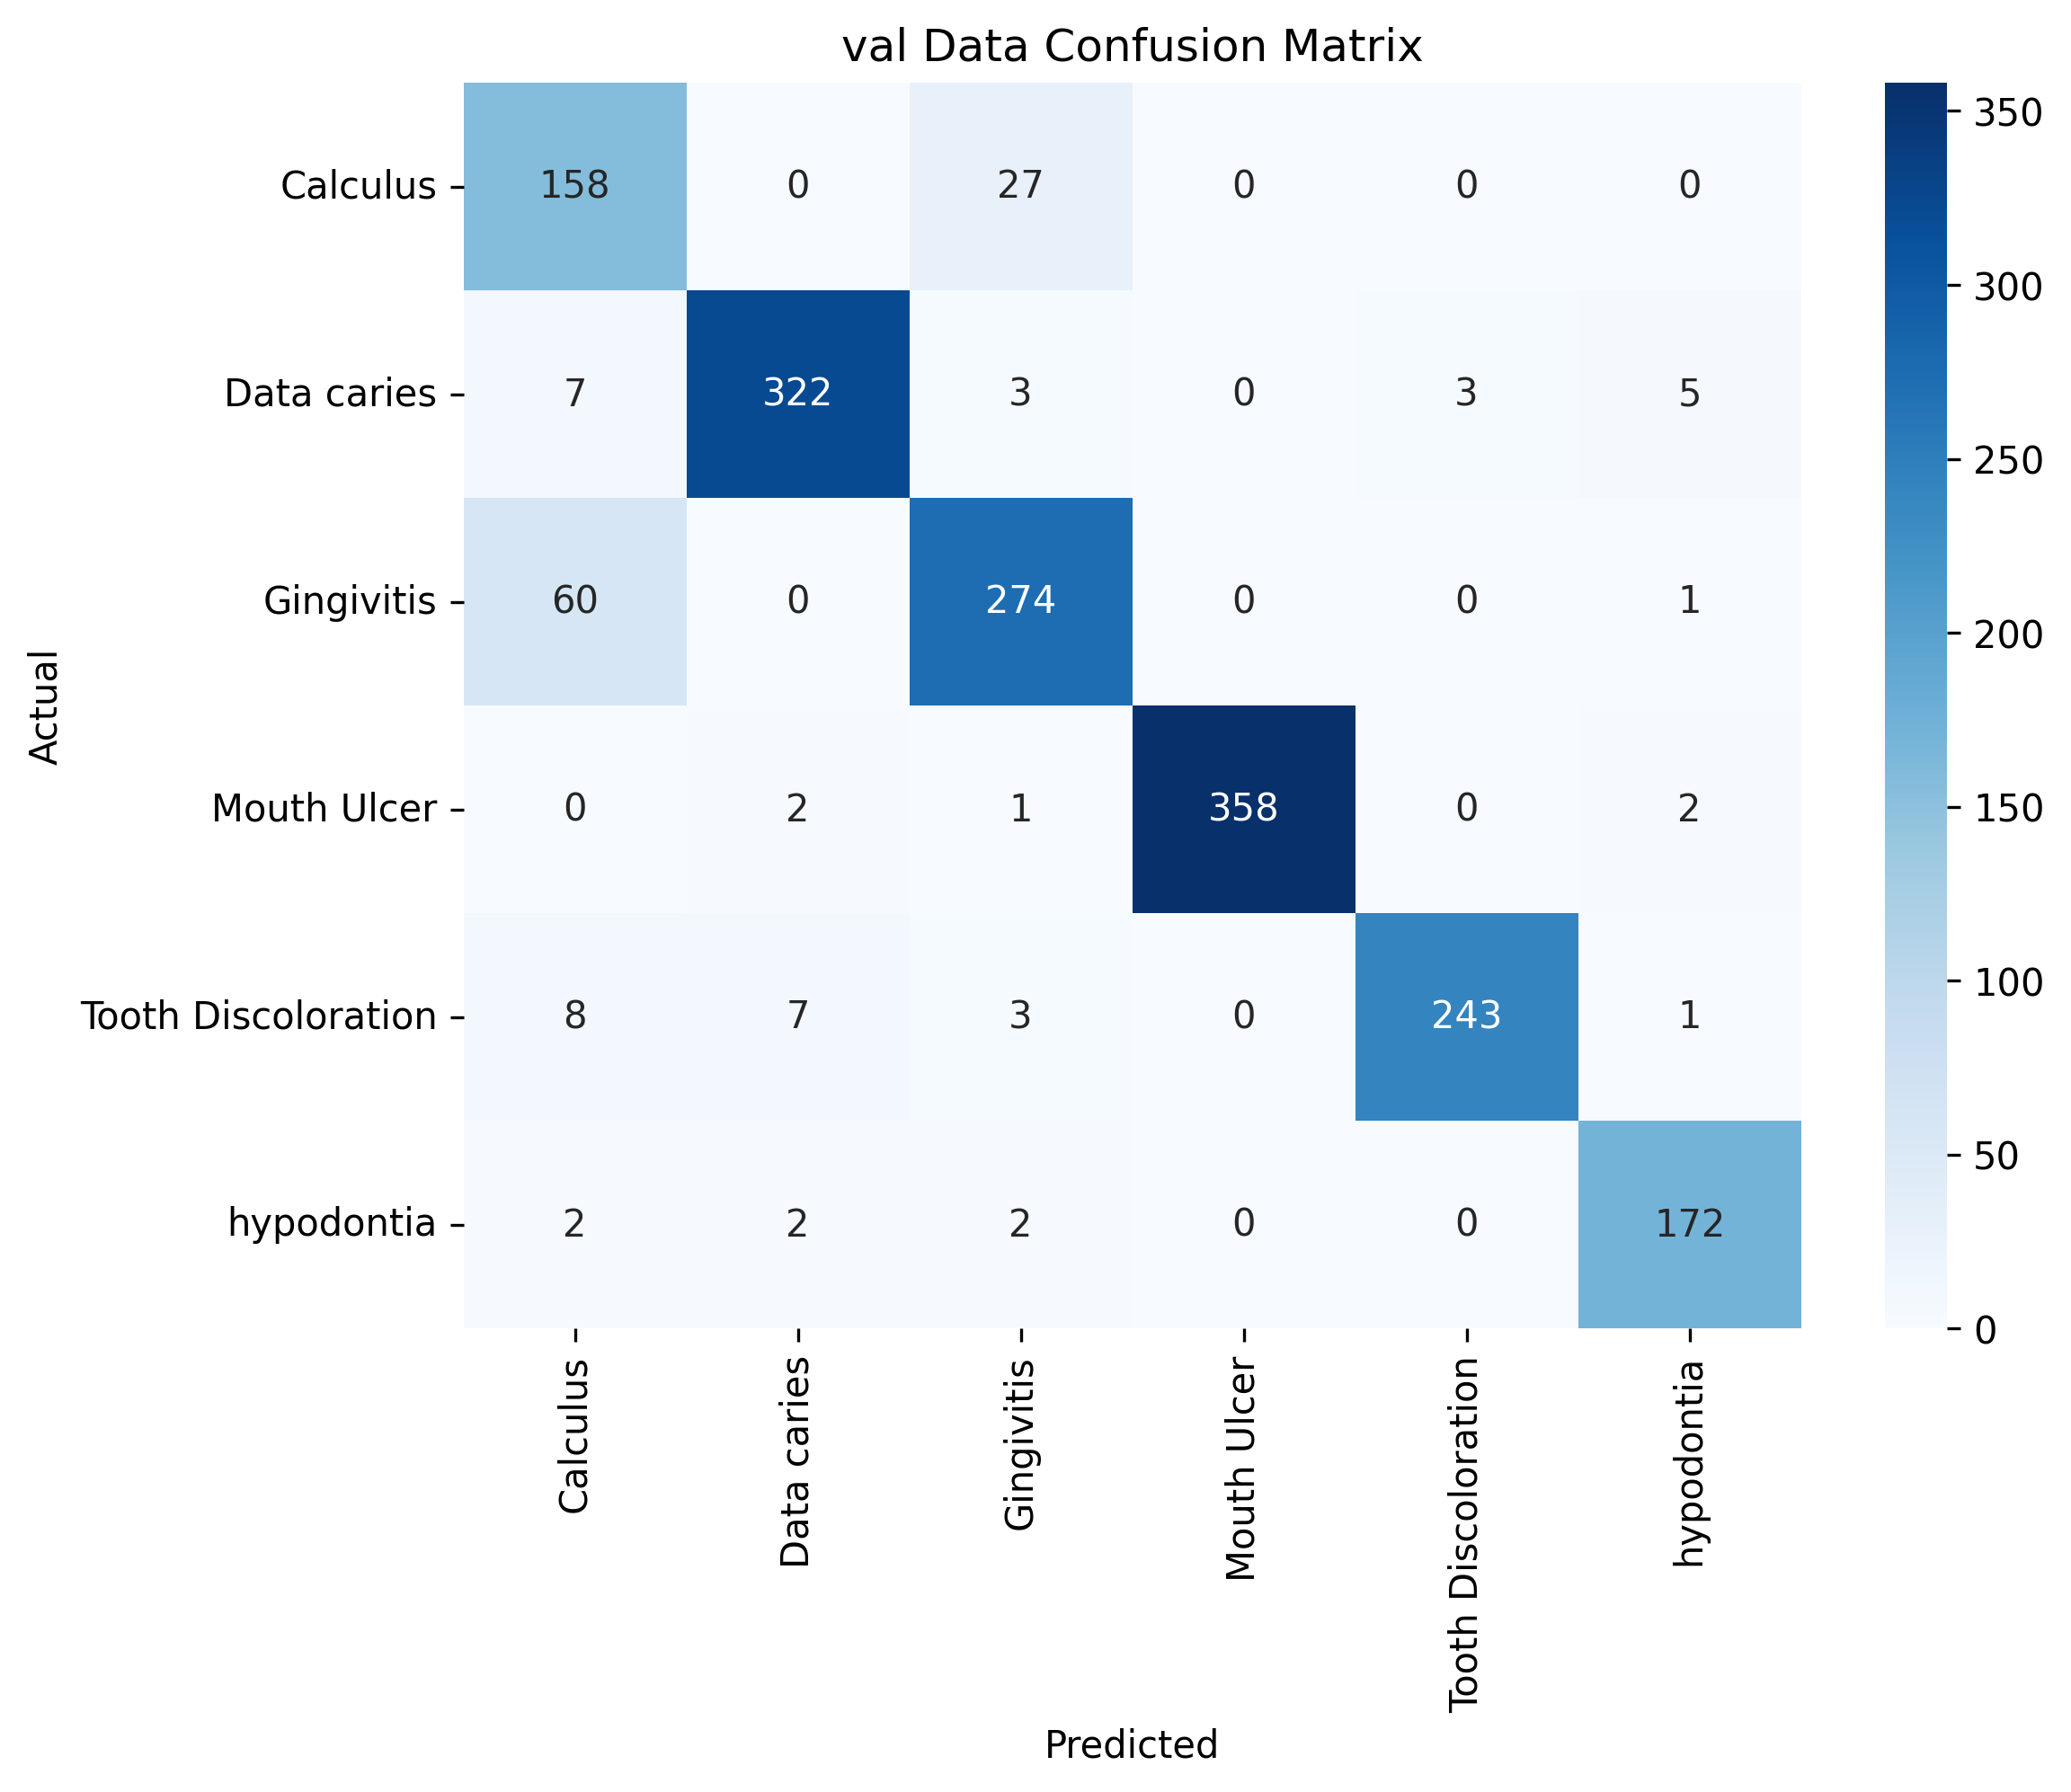 val Data Confusion Matrix
Calculus 158 0 27 0 0 0
Data caries 7 322 3 0 3 5
Gingivitis 60 0 274 0 0 1
Mouth Ulcer 0 2 1 358 0 2
Tooth Discoloration 8 7 3 0 243 1
hypodontia 2 2 2 0 0 172
Actual
Calculus
Data caries
Gingivitis
Mouth Ulcer
Tooth Discoloration
hypodontia
Predicted
350
300
250
200
150
100
50
0